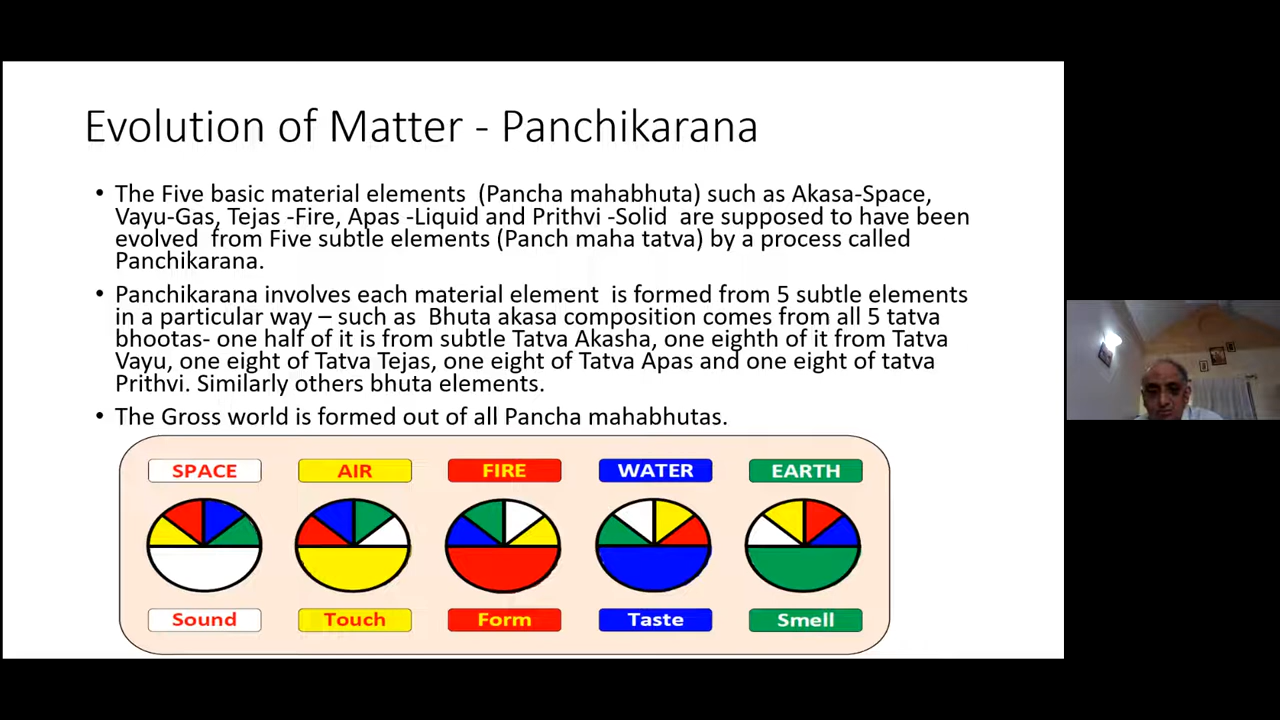 Evolution of Matter - Panchikarana
• The Five basic material elements (Pancha mahabhuta) such as Akasa-Space,
Vayu-Gas, Tejas -Fire, Apas -Liquid and Prithvi -Solid are supposed to have been
evolved from Five subtle elements (Panch maha tatva) by a process called
Panchikarana.
• Panchikarana involves each material element is formed from 5 subtle elements
in a particular way – such as Bhuta akasa composition comes from all 5 tatva
bhootas- one half of it is from subtle Tatva Akasha, one eighth of it from Tatva
Vayu, one eight of Tatva Tejas, one eight of Tatva Apas and one eight of tatva
Prithvi. Similarly others bhuta elements.
• The Gross world is formed out of all Pancha mahabhutas.
SPACE AIR FIRE WATER EARTH
Sound Touch Form Taste Smell